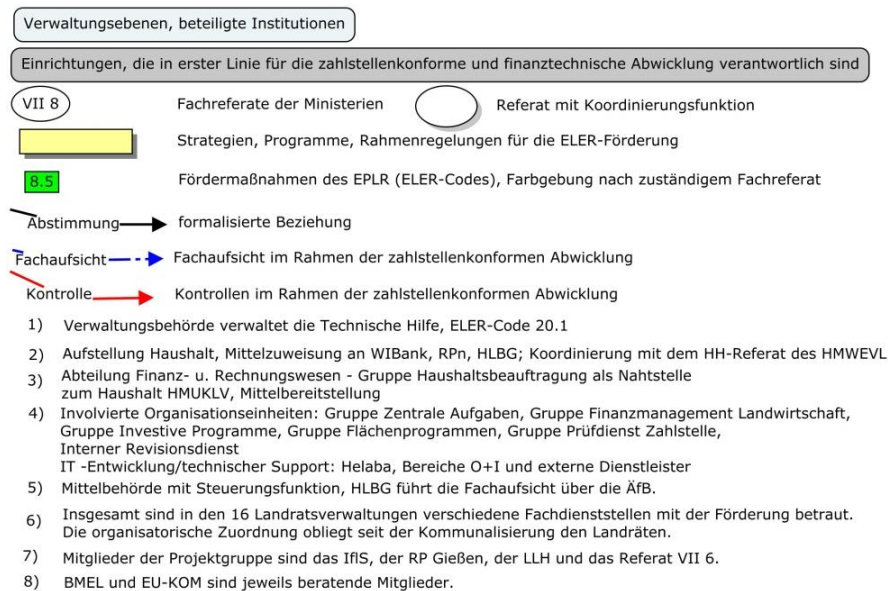 Verwaltungsebenen, beteiligte Institutionen
Einrichtungen, die in erster Linie für die zahlstellenkonforme und finanztechnische Abwicklung verantwortlich sind
VII 8 Fachreferate der Ministerien Referat mit Koordinierungsfunktion
Strategien, Programme, Rahmenregelungen für die ELER-Förderung
8.5 Fördermaßnahmen des EPLR (ELER-Codes), Farbgebung nach zuständigem Fachreferat
Abstimmung formalisierte Beziehung
Fachaufsicht Fachaufsicht im Rahmen der zahlstellenkonformen Abwicklung
Kontrolle Kontrollen im Rahmen der zahlstellenkonformen Abwicklung
1) Verwaltungsbehörde verwaltet die Technische Hilfe, ELER-Code 20.1
2) Aufstellung Haushalt, Mittelzuweisung an WIBank, RPn, HLBG; Koordinierung mit dem HH-Referat des HMWEVL
3) Abteilung Finanz- u. Rechnungswesen - Gruppe Haushaltsbeauftragung als Nahtstelle
zum Haushalt HMUKLV, Mittelbereitstellung
4) Involvierte Organisationseinheiten: Gruppe Zentrale Aufgaben, Gruppe Finanzmanagement Landwirtschaft,
Gruppe Investive Programme, Gruppe Flächenprogrammen, Gruppe Prüfdienst Zahlstelle,
Interner Revisionsdienst
IT -Entwicklung/technischer Support: Helaba, Bereiche O+I und externe Dienstleister
5) Mittelbehörde mit Steuerungsfunktion, HLBG führt die Fachaufsicht über die ÄfB.
6) Insgesamt sind in den 16 Landratsverwaltungen verschiedene Fachdienststellen mit der Förderung betraut.
Die organisatorische Zuordnung obliegt seit der Kommunalisierung den Landräten.
7) Mitglieder der Projektgruppe sind das IflS, der RP Gießen, der LLH und das Referat VII 6.
8) BMEL und EU-KOM sind jeweils beratende Mitglieder.